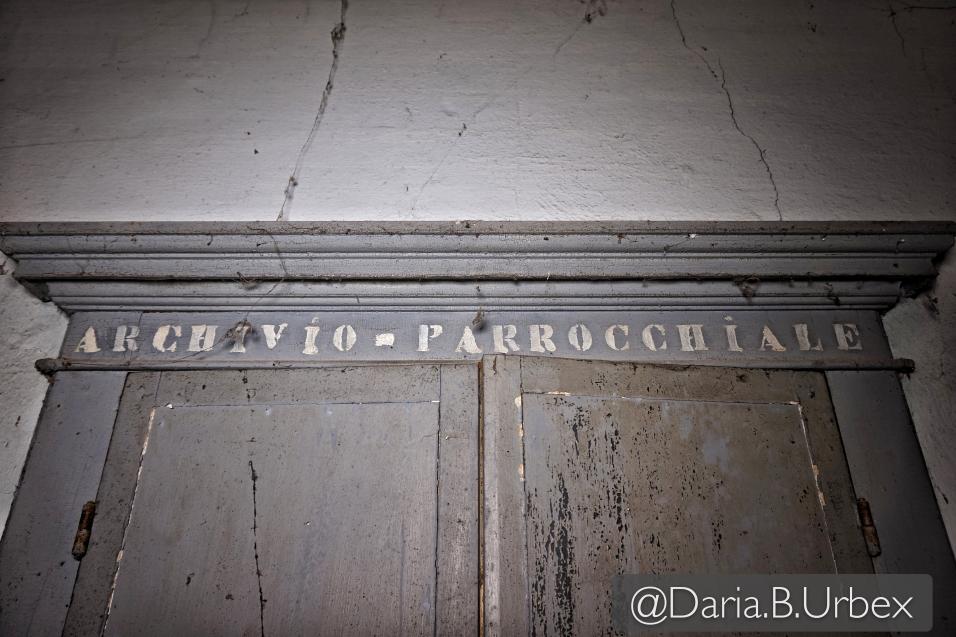 ARCHIVIO - PARROCCHIALE
@Daria.B.Urbex